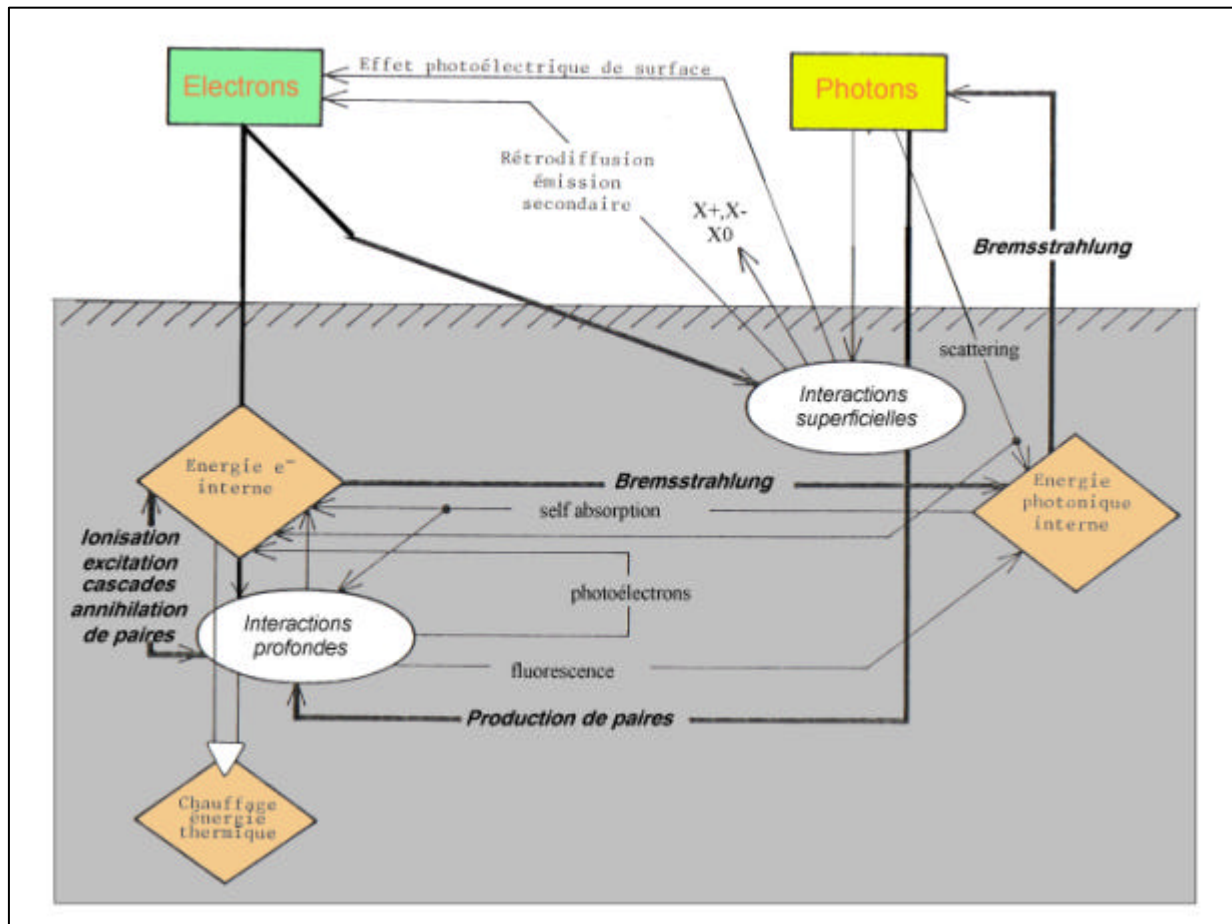 Electrons
Effet photoélectrique de surface
Photons
Rétrodiffusion
émission
secondaire
X+,X-
X0
Bremsstrahlung
scattering
Interactions
superficielles
Energie e⁻
interne
Bremsstrahlung
self absorption
Energie
photonique
interne
Ionisation
excitation
cascades
annihilation
de paires
photoélectrons
Interactions
profondes
fluorescence
Production de paires
Chauffage
énergie
thermique